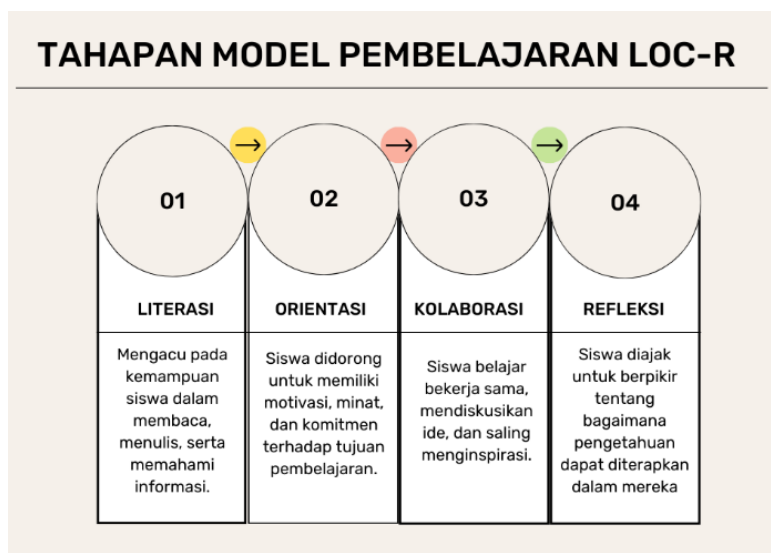 TAHAPAN MODEL PEMBELAJARAN LOC-R
→
→
→
01
02
03
04
LITERASI
Mengacu pada
kemampuan
siswa dalam
membaca,
menulis, serta
memahami
informasi.
ORIENTASI
Siswa didorong
untuk memiliki
motivasi, minat,
dan komitmen
terhadap tujuan
pembelajaran.
KOLABORASI
Siswa belajar
bekerja sama,
mendiskusikan
ide, dan saling
menginspirasi.
REFLEKSI
Siswa diajak
untuk berpikir
tentang
bagaimana
pengetahuan
dapat diterapkan
dalam mereka